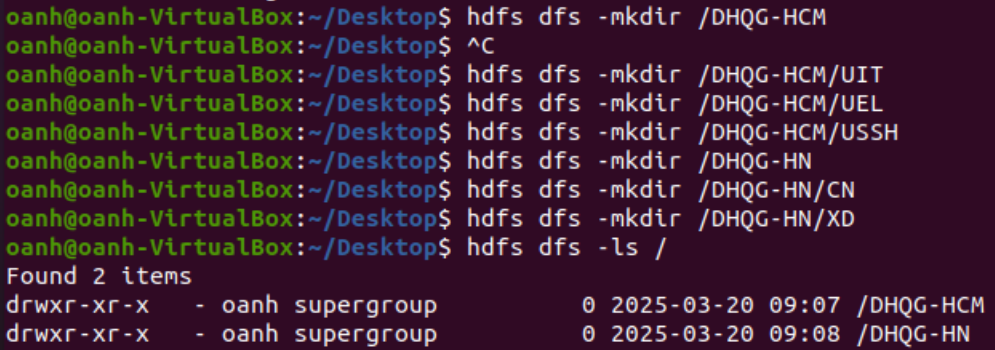 oanh@oanh-VirtualBox:~/Desktop$ hdfs dfs -mkdir /DHQG-HCM
oanh@oanh-VirtualBox:~/Desktop$ ^C
oanh@oanh-VirtualBox:~/Desktop$ hdfs dfs -mkdir /DHQG-HCM/UIT
oanh@oanh-VirtualBox:~/Desktop$ hdfs dfs -mkdir /DHQG-HCM/UEL
oanh@oanh-VirtualBox:~/Desktop$ hdfs dfs -mkdir /DHQG-HCM/USSH
oanh@oanh-VirtualBox:~/Desktop$ hdfs dfs -mkdir /DHQG-HN
oanh@oanh-VirtualBox:~/Desktop$ hdfs dfs -mkdir /DHQG-HN/CN
oanh@oanh-VirtualBox:~/Desktop$ hdfs dfs -mkdir /DHQG-HN/XD
oanh@oanh-VirtualBox:~/Desktop$ hdfs dfs -ls /
Found 2 items
drwxr-xr-x   - oanh supergroup          0 2025-03-20 09:07 /DHQG-HCM
drwxr-xr-x   - oanh supergroup          0 2025-03-20 09:08 /DHQG-HN